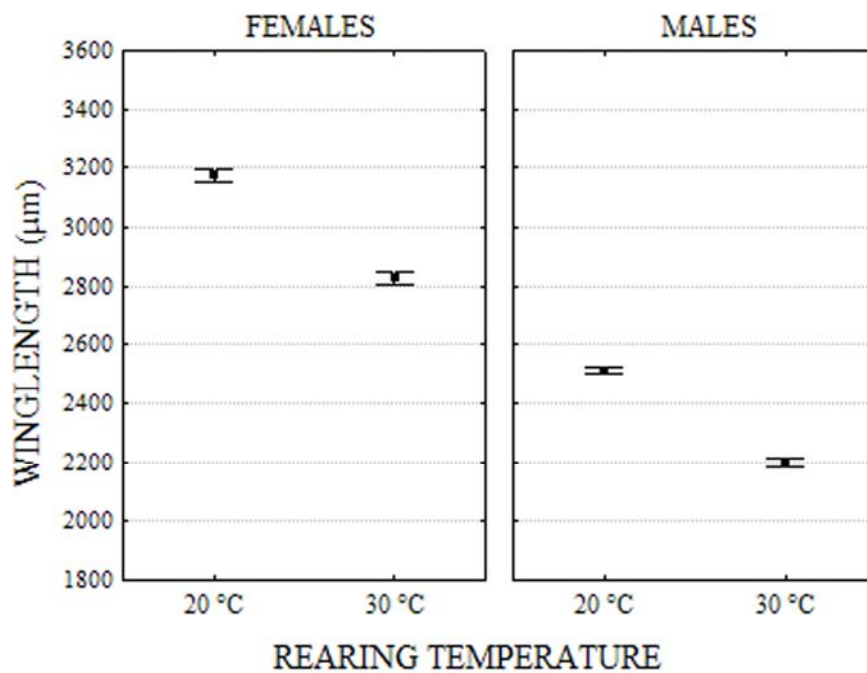 FEMALES MALES
3600
3400
3200
3000
2800
2600
2400
2200
2000
1800
WINGLENGTH (µm)
20 °C 30 °C 20 °C 30 °C
REARING TEMPERATURE